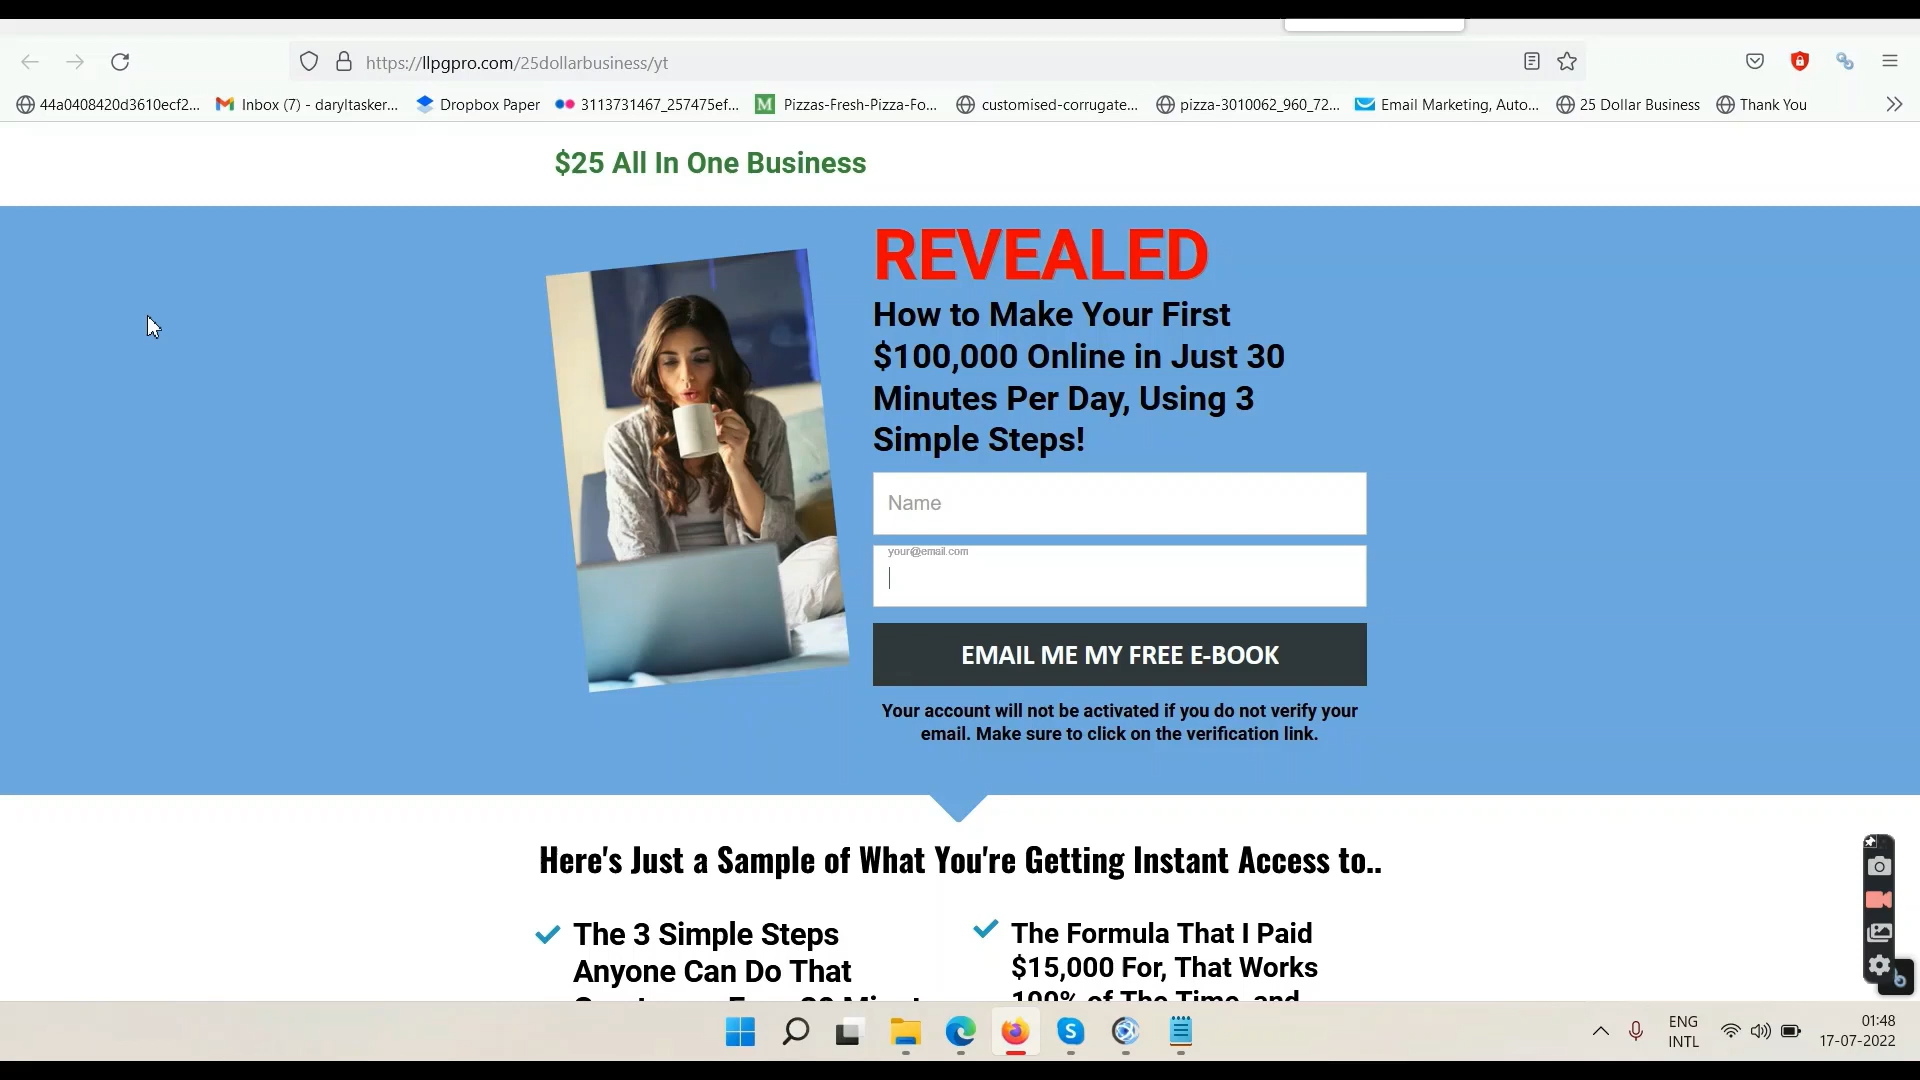 https://llpgpro.com/25dollarbusiness/yt
44a0408420d3610ecf2... Inbox (7) - daryltasker... Dropbox Paper 3113731467_257475ef... M Pizzas-Fresh-Pizza-Fo... customised-corrugate... pizza-3010062_960_72... Email Marketing, Auto... 25 Dollar Business Thank You
$25 All In One Business
REVEALED
How to Make Your First
$100,000 Online in Just 30
Minutes Per Day, Using 3
Simple Steps!
Name
your@email.com
EMAIL ME MY FREE E-BOOK
Your account will not be activated if you do not verify your
email. Make sure to click on the verification link.
Here's Just a Sample of What You're Getting Instant Access to..
The 3 Simple Steps
Anyone Can Do That
The Formula That I Paid
$15,000 For, That Works
100% of The Time, and
ENG
INTL
01:48
17-07-2022